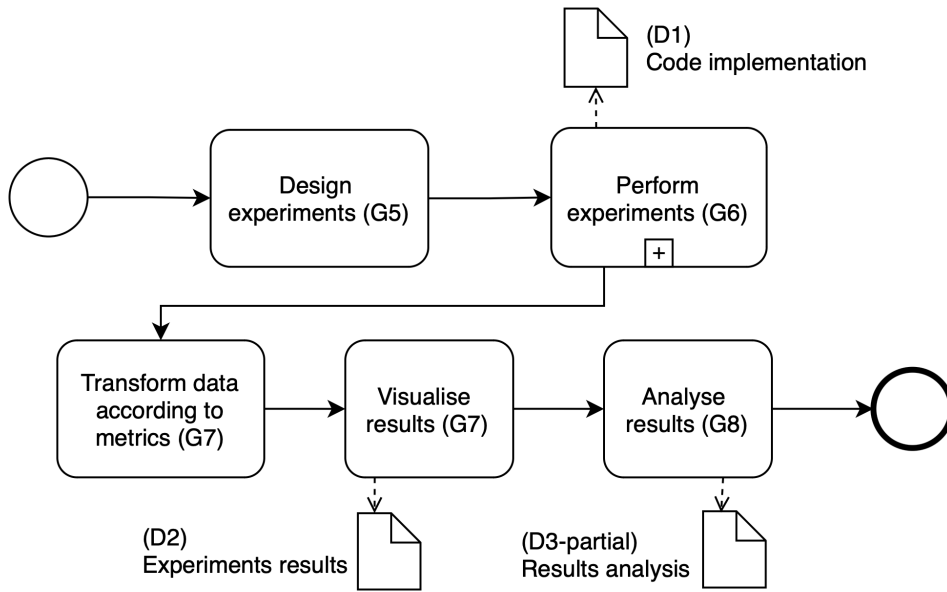 (D1)
Code implementation
Design
experiments (G5)
Perform
experiments (G6)
+
Transform data
according to
metrics (G7)
Visualise
results (G7)
Analyse
results (G8)
(D2)
Experiments results
(D3-partial)
Results analysis